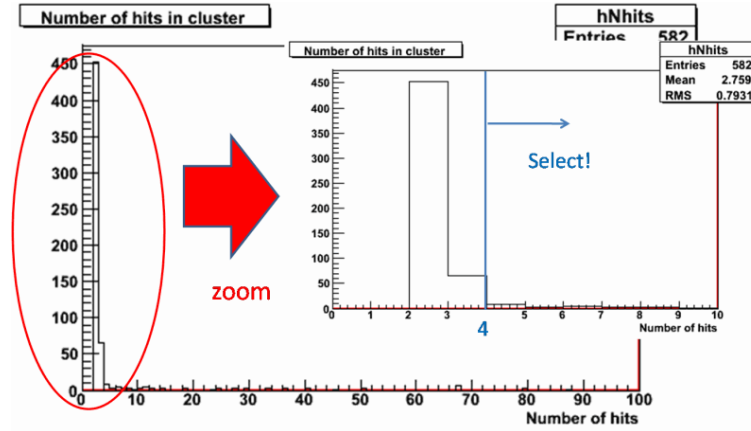 Number of hits in cluster
hNhits
Entries 582
450
400
350
300
250
200
150
100
50
0
0 10 20 30 40 50 60 70 80 90 100
Number of hits
zoom
Number of hits in cluster
hNhits
Entries 582
Mean 2.759
RMS 0.7931
450
400
350
300
250
200
150
100
50
0
0 1 2 3 4 5 6 7 8 9 10
Number of hits
Select!
4